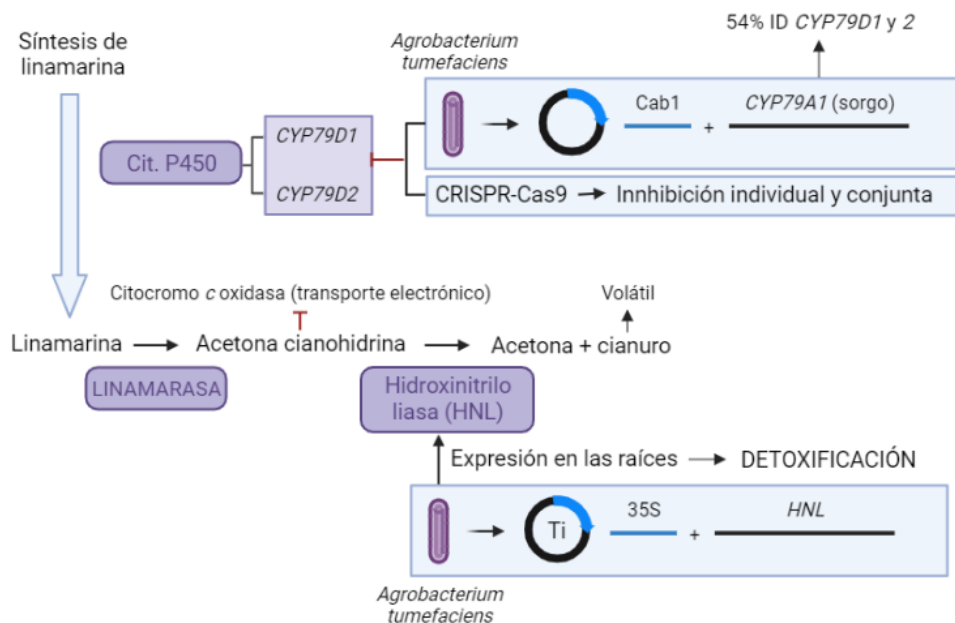 54% ID CYP79D1 y 2
Síntesis de
linamarina
Agrobacterium
tumefaciens
Cab1
+
CYP79A1 (sorgo)
Cit. P450
CYP79D1
CYP79D2
CRISPR-Cas9
Innhibición individual y conjunta
Citocromo c oxidasa (transporte electrónico)
Volátil
Linamarina
Acetona cianohidrina
Acetona + cianuro
LINAMARASA
Hidroxinitrilo
liasa (HNL)
Expresión en las raíces
DETOXIFICACIÓN
Ti
35S
+
HNL
Agrobacterium
tumefaciens